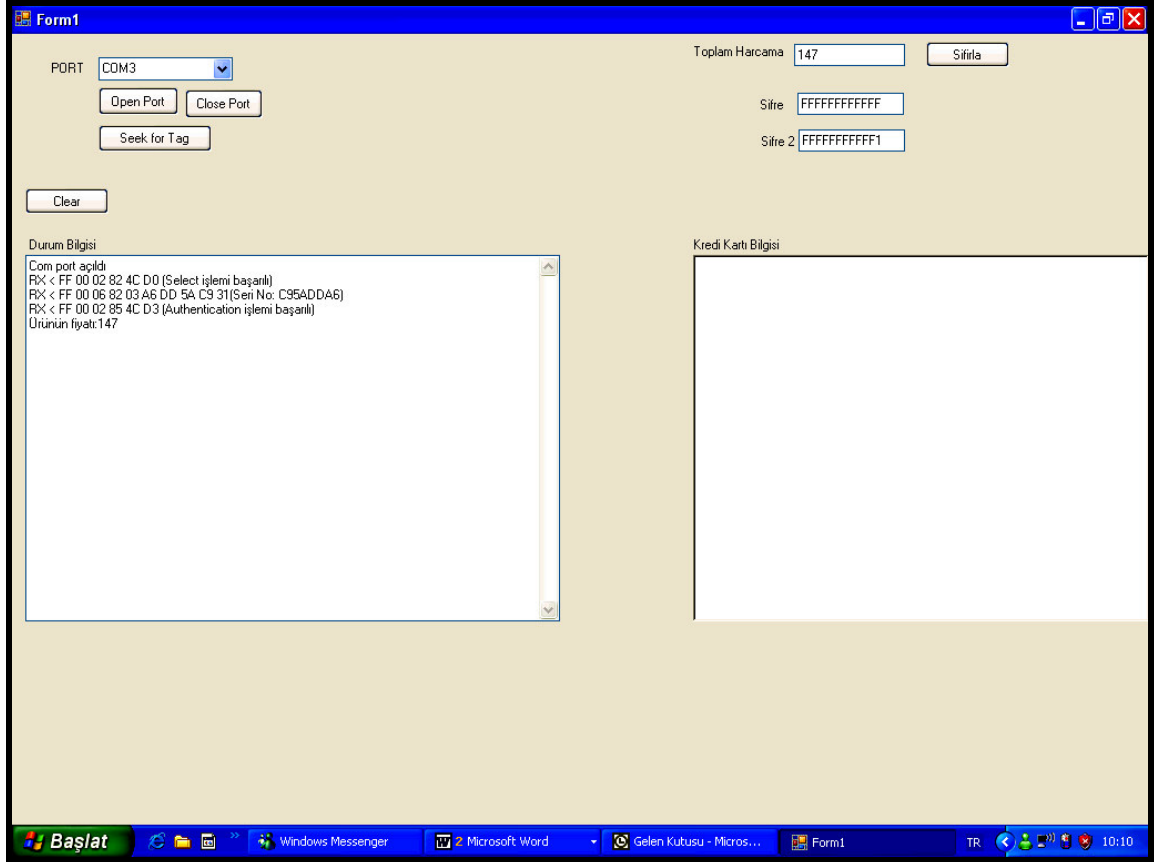 Form1
PORT COM3
Open Port Close Port
Seek for Tag
Toplam Harcama 147 Sifirla
Sifre FFFFFFFFFFFF
Sifre 2 FFFFFFFFFFF1
Clear
Durum Bilgisi
Com port açıldı
RX < FF 00 02 82 4C D0 (Select işlemi başarılı)
RX < FF 00 06 82 03 A6 DD 5A C9 31(Seri No: C95ADDA6)
RX < FF 00 02 85 4C D3 (Authentication işlemi başarılı)
Ürünün fiyatı:147
Kredi Kartı Bilgisi
Başlat Windows Messenger 2 Microsoft Word Gelen Kutusu - Micros... Form1 TR 10:10